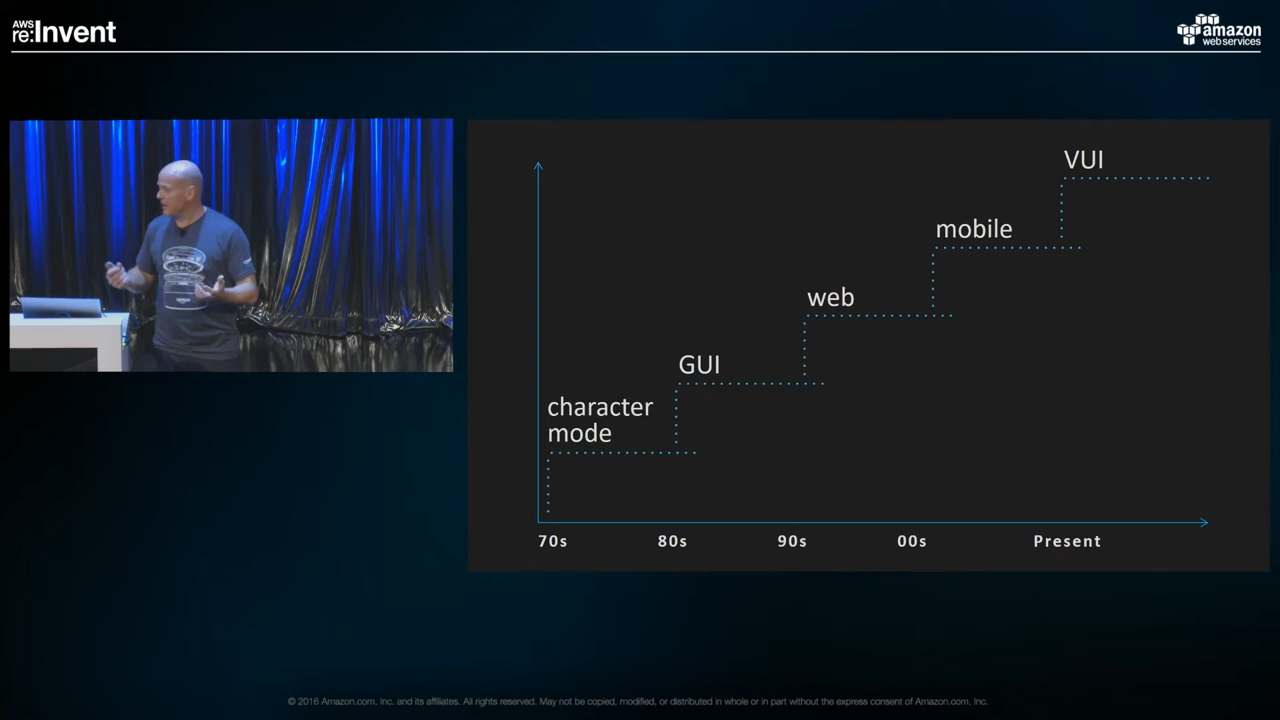 AWS
re:Invent
amazon
web services
VUI
mobile
web
GUI
character
mode
70s 80s 90s 00s Present
© 2016 Amazon.com, Inc. and its affiliates. All rights reserved. May not be copied, modified, or distributed in whole or in part without the express consent of Amazon.com, Inc.